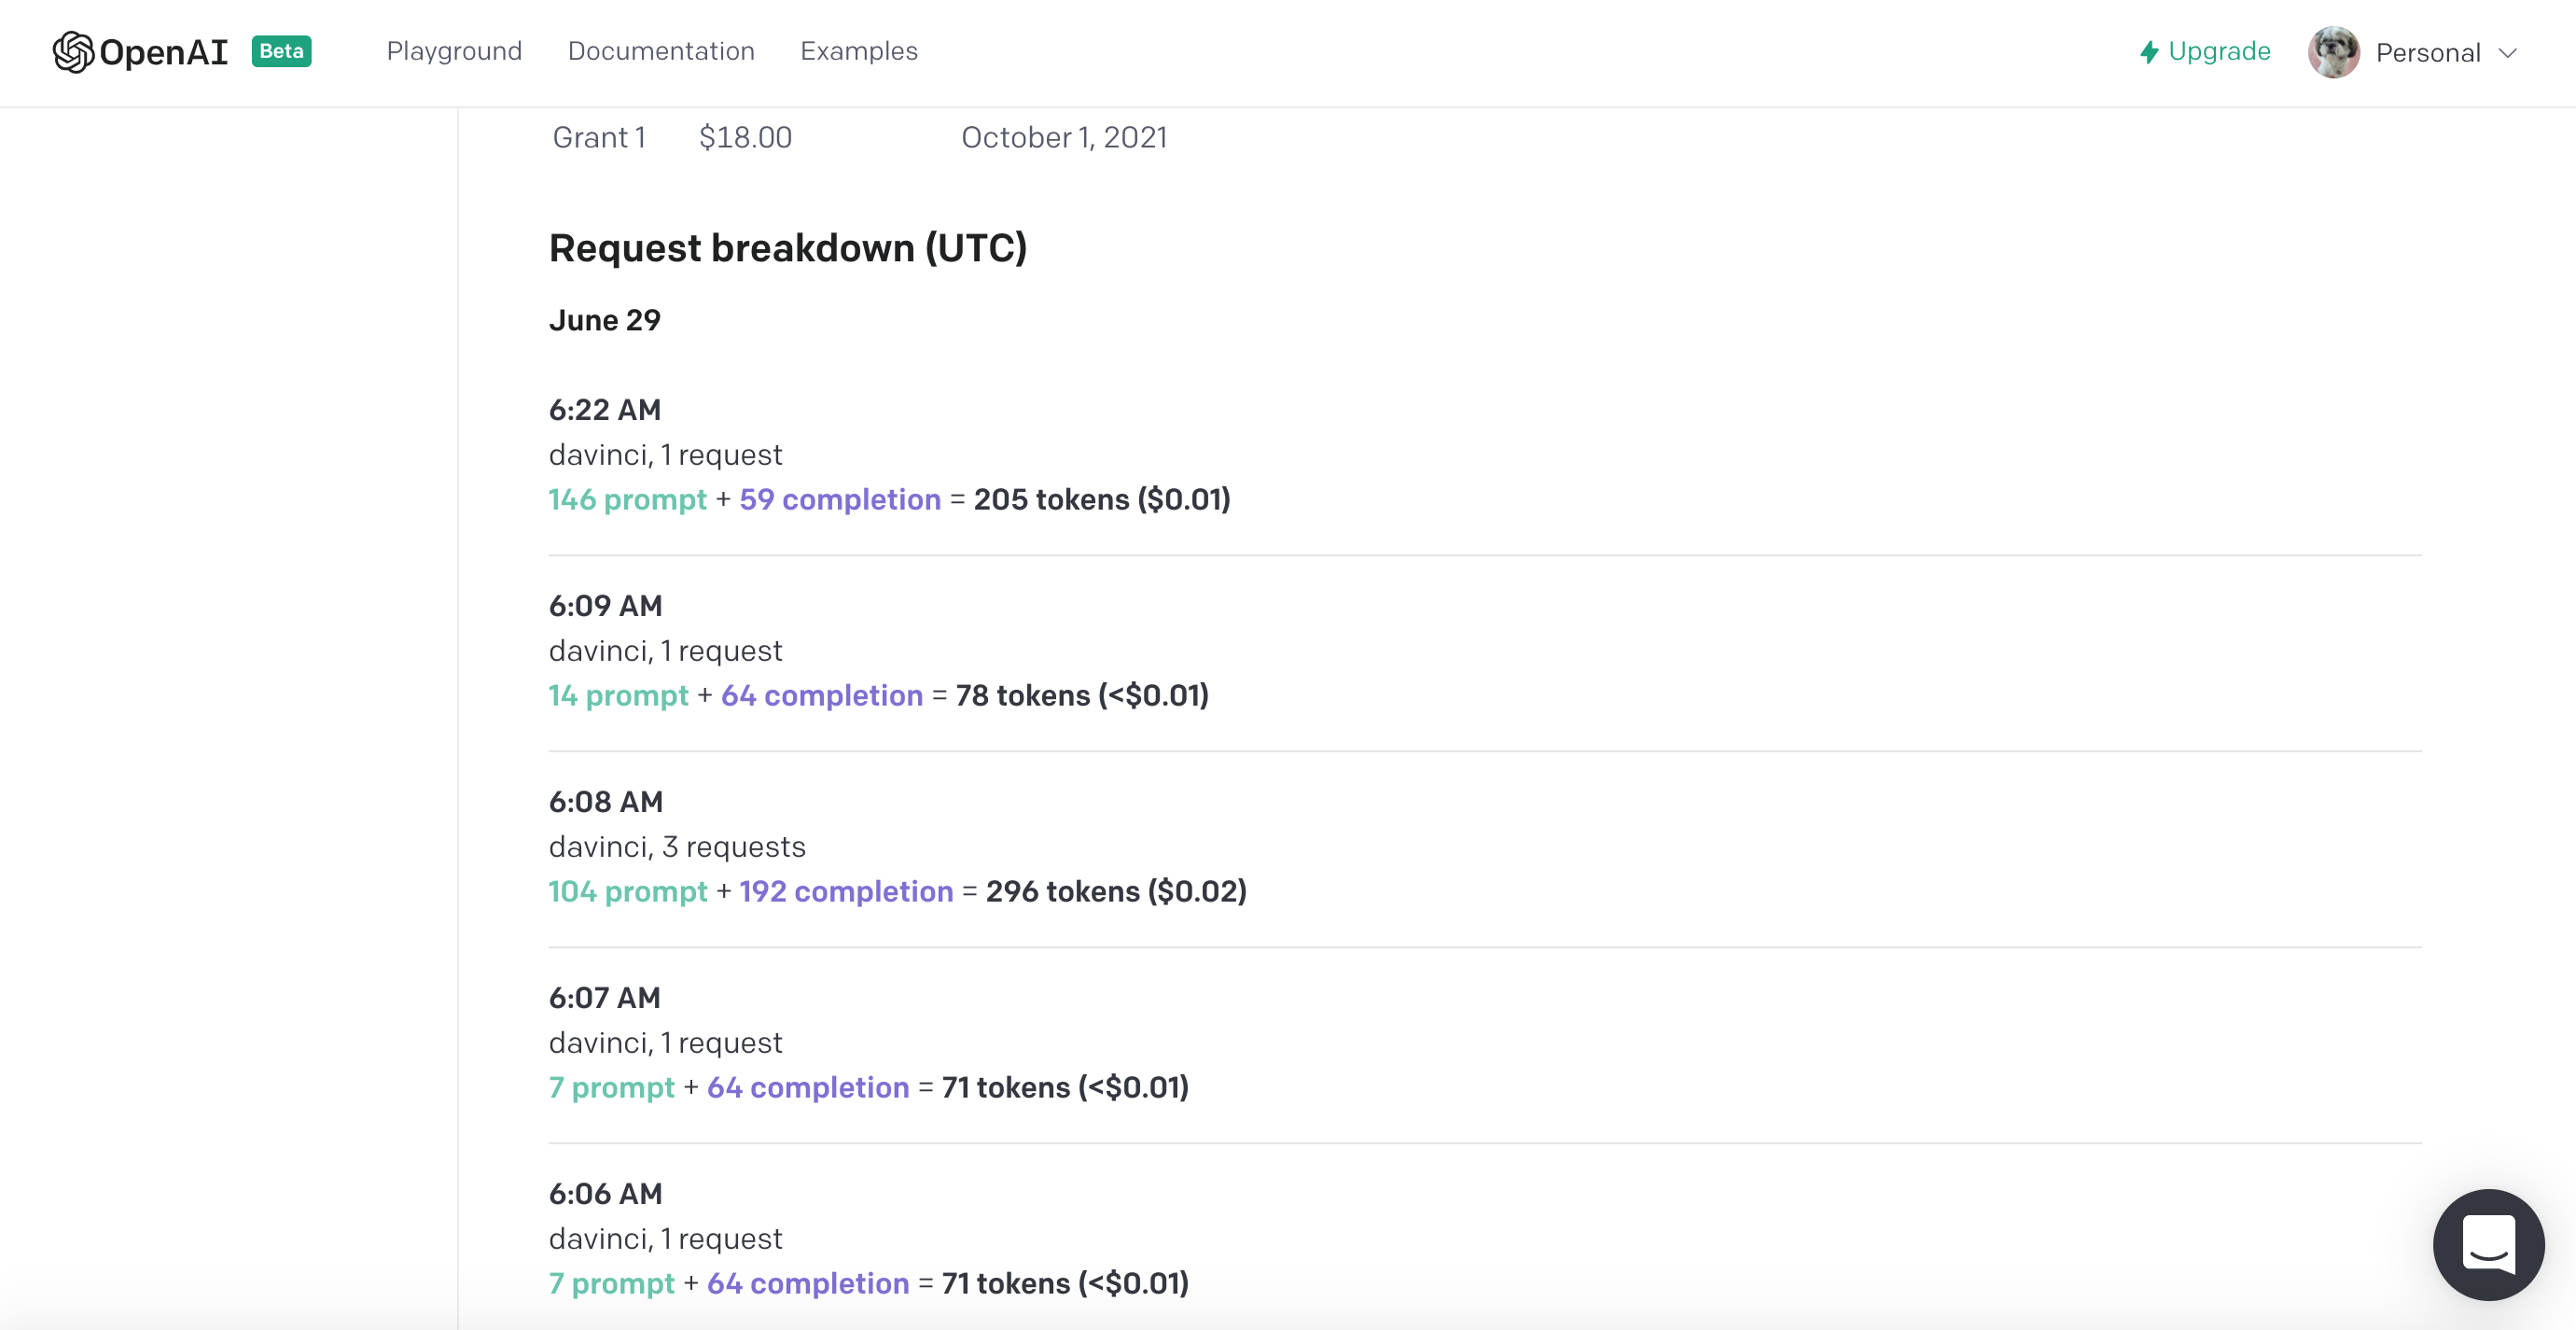 OpenAI Beta Playground Documentation Examples Upgrade Personal
Grant 1 $18.00 October 1, 2021
Request breakdown (UTC)
June 29
6:22 AM
davinci, 1 request
146 prompt + 59 completion = 205 tokens ($0.01)
6:09 AM
davinci, 1 request
14 prompt + 64 completion = 78 tokens (<$0.01)
6:08 AM
davinci, 3 requests
104 prompt + 192 completion = 296 tokens ($0.02)
6:07 AM
davinci, 1 request
7 prompt + 64 completion = 71 tokens (<$0.01)
6:06 AM
davinci, 1 request
7 prompt + 64 completion = 71 tokens (<$0.01)